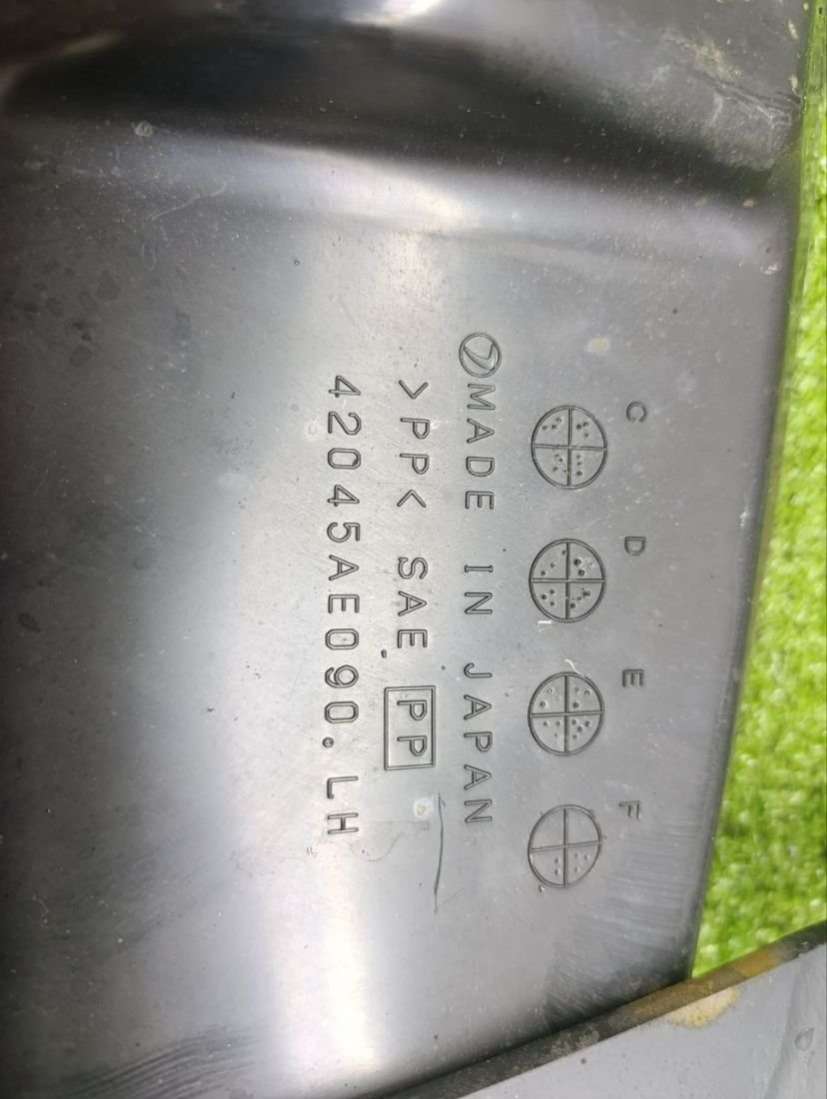 C D E F
MADE IN JAPAN
>PP< SAE PP
42045AE090.LH